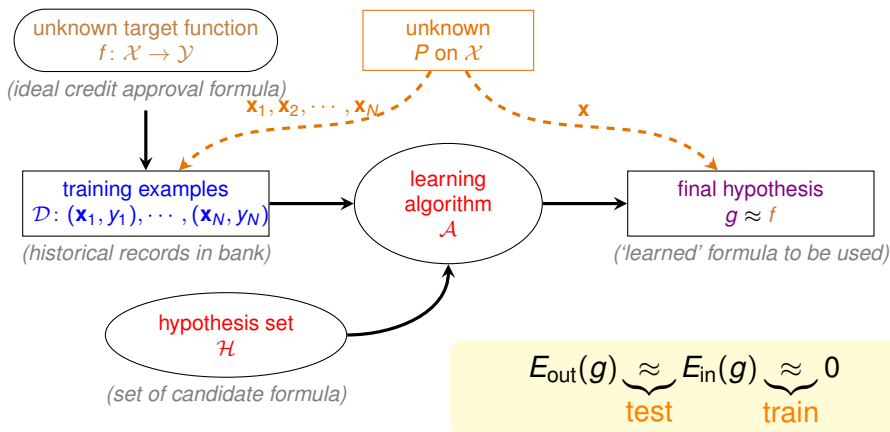 unknown target function
f : 𝒳 → 𝒴
(ideal credit approval formula)
unknown
P on 𝒳
x₁, x₂, · · · , x_N
x
training examples
𝒟 : (x₁, y₁), · · · , (x_N, y_N)
(historical records in bank)
learning
algorithm
𝒜
final hypothesis
g ≈ f
(‘learned’ formula to be used)
hypothesis set
ℋ
(set of candidate formula)
E_out(g) ≈ E_in(g) ≈ 0
test train